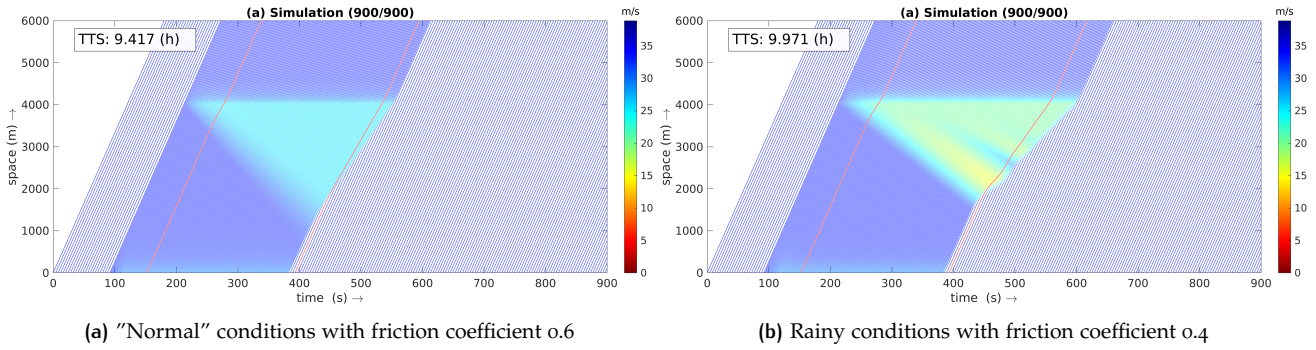 (a) Simulation (900/900)
m/s
TTS: 9.417 (h)
6000
5000
4000
3000
2000
1000
0
space (m) →
0 100 200 300 400 500 600 700 800 900
time (s) →
35
30
25
20
15
10
5
0
(a) "Normal" conditions with friction coefficient 0.6
(a) Simulation (900/900)
m/s
TTS: 9.971 (h)
6000
5000
4000
3000
2000
1000
0
space (m) →
0 100 200 300 400 500 600 700 800 900
time (s) →
35
30
25
20
15
10
5
0
(b) Rainy conditions with friction coefficient 0.4